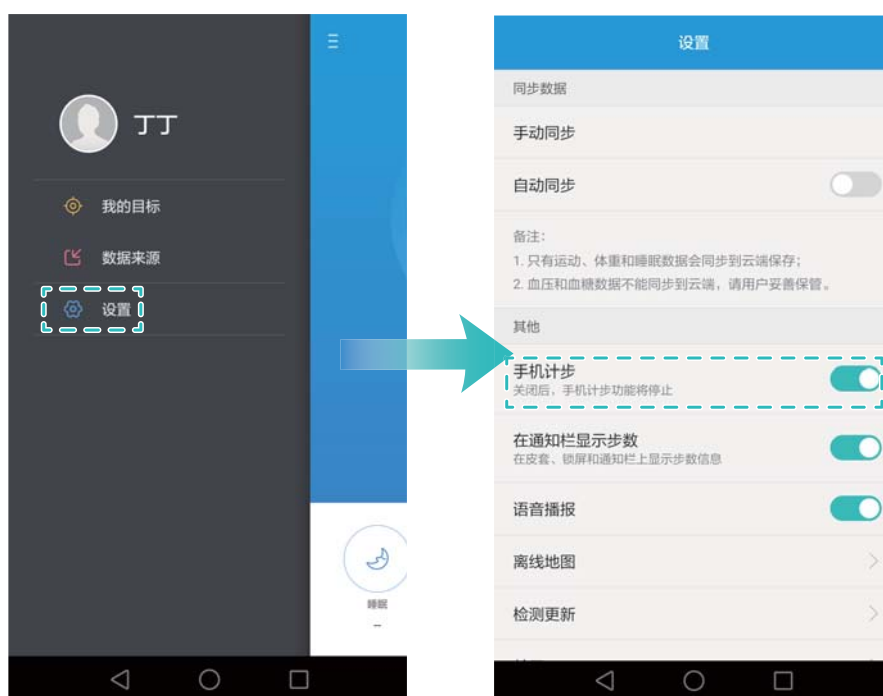 丁丁
我的目标
数据来源
设置
睡眠
设置
同步数据
手动同步
自动同步
备注:
1. 只有运动、体重和睡眠数据会同步到云端保存;
2. 血压和血糖数据不能同步到云端，请用户妥善保管。
其他
手机计步
关闭后，手机计步功能将停止
在通知栏显示步数
在皮套、锁屏和通知栏上显示步数信息
语音播报
离线地图
检测更新